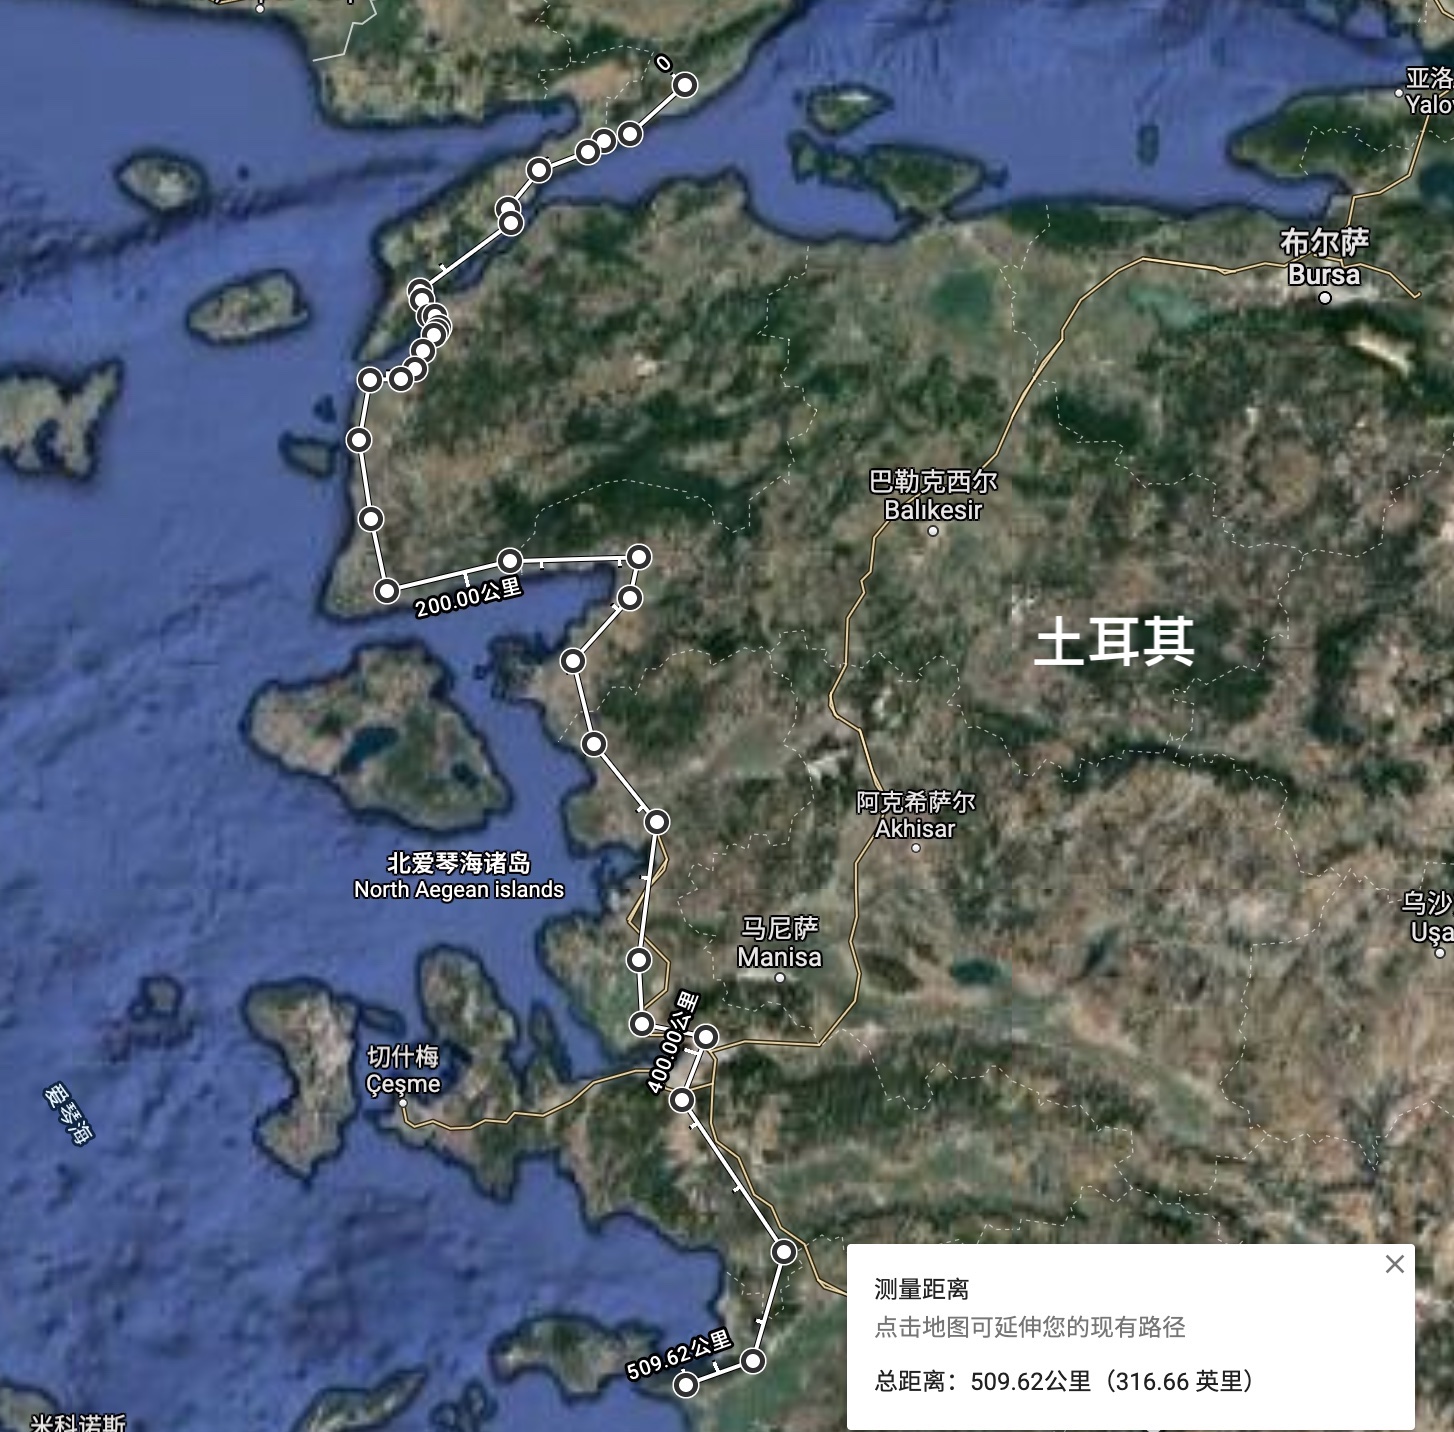 0
亚洛
Yalo
布尔萨
Bursa
巴勒克西尔
Balıkesir
200.00公里
土耳其
阿克希萨尔
Akhisar
北爱琴海诸岛
North Aegean islands
乌沙
Uşa
马尼萨
Manisa
400.00公里
切什梅
Çeşme
爱琴海
509.62公里
米科诺斯
测量距离
点击地图可延伸您的现有路径
总距离：509.62公里（316.66 英里）